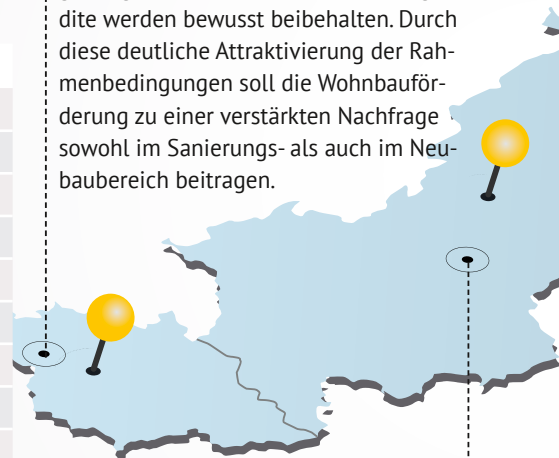 dite werden bewusst beibehalten. Durch
diese deutliche Attraktivierung der Rah-
menbedingungen soll die Wohnbauför-
derung zu einer verstärkten Nachfrage
sowohl im Sanierungs- als auch im Neu-
baubereich beitragen.